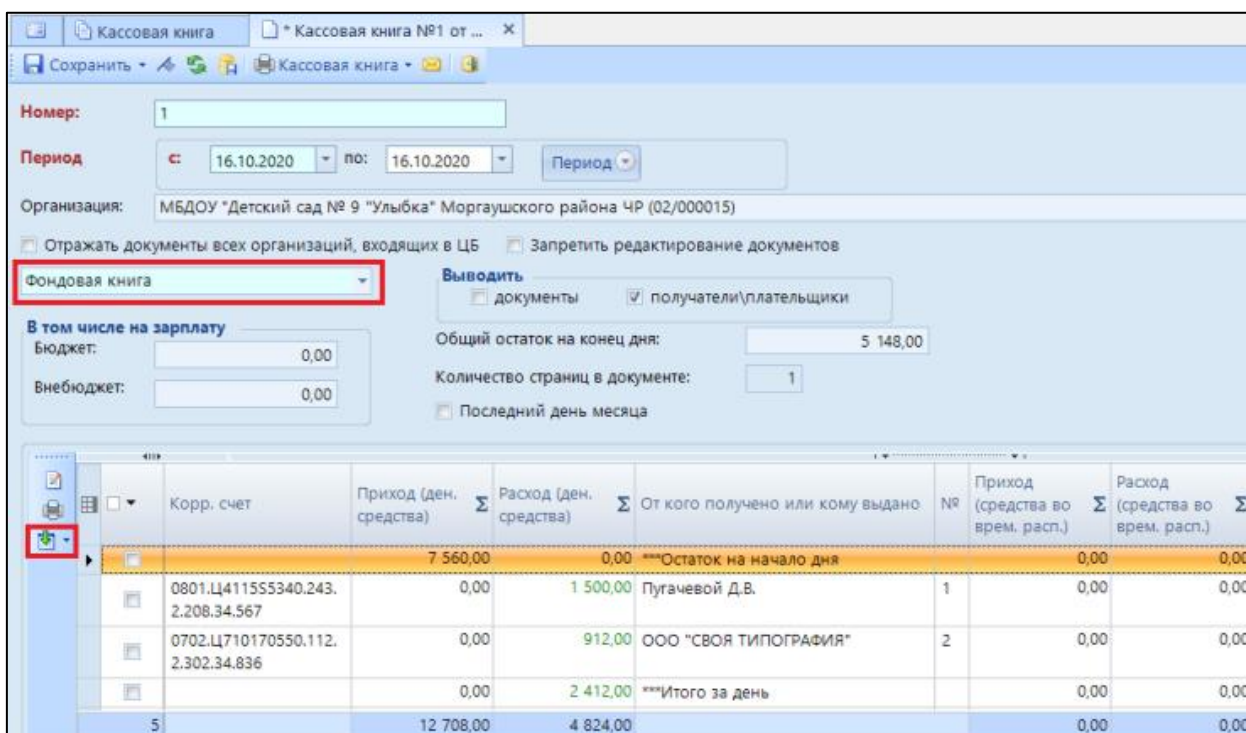 Кассовая книга * Кассовая книга №1 от ...
Сохранить Кассовая книга
Номер: 1
Период с: 16.10.2020 по: 16.10.2020 Период
Организация: МБДОУ "Детский сад № 9 "Улыбка" Моргаушского района ЧР (02/000015)
Отражать документы всех организаций, входящих в ЦБ Запретить редактирование документов
Фондовая книга
Выводить
документы получатели\плательщики
В том числе на зарплату
Бюджет: 0,00
Внебюджет: 0,00
Общий остаток на конец дня: 5 148,00
Количество страниц в документе: 1
Последний день месяца
Корр. счет Приход (ден. средства) Σ Расход (ден. средства) Σ От кого получено или кому выдано № Приход (средства во врем. расп.) Σ Расход (средства во врем. расп.) Σ
7 560,00 0,00 ***Остаток на начало дня 0,00 0,00
0801.Ц4115S5340.243. 0,00 1 500,00 Пугачевой Д.В. 1 0,00 0,00
2.208.34.567
0702.Ц710170550.112. 0,00 912,00 ООО "СВОЯ ТИПОГРАФИЯ" 2 0,00 0,00
2.302.34.836
0,00 2 412,00 ***Итого за день 0,00 0,00
5 12 708,00 4 824,00 0,00 0,00